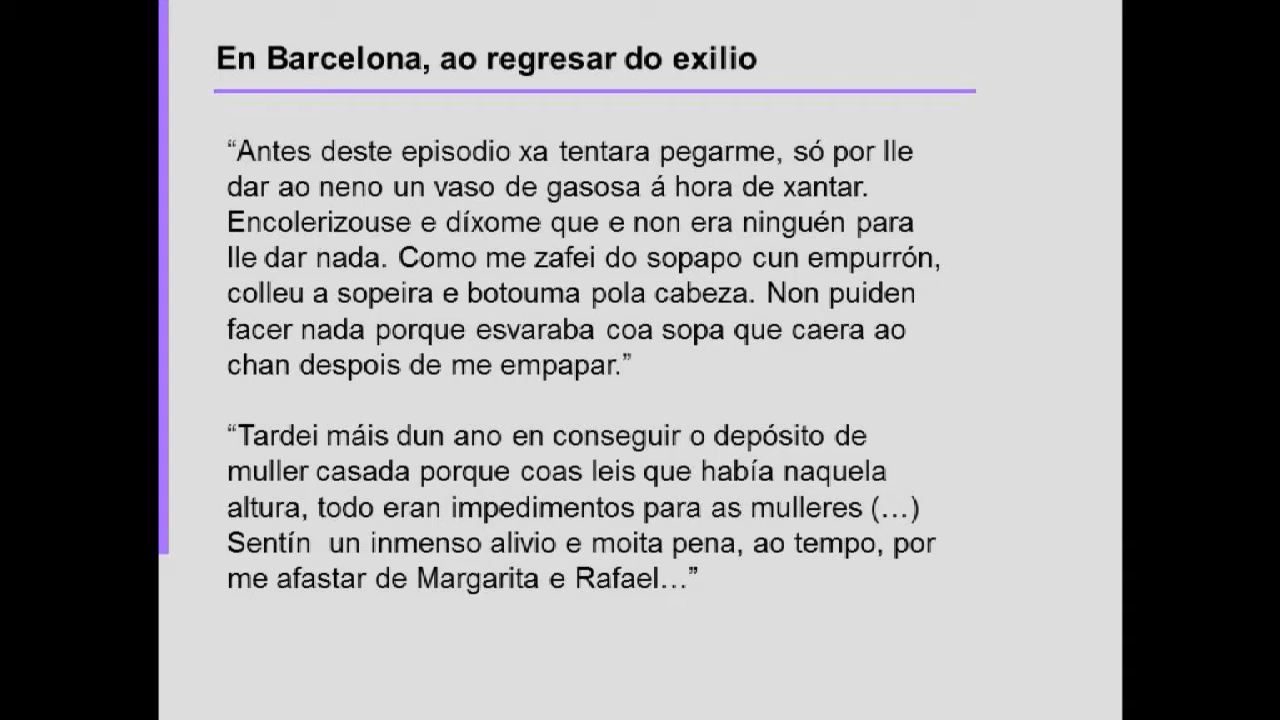 En Barcelona, ao regresar do exilio
“Antes deste episodio xa tentara pegarme, só por lle
dar ao neno un vaso de gasosa á hora de xantar.
Encolerizouse e díxome que e non era ninguén para
lle dar nada. Como me zafei do sopapo cun empurrón,
colleu a sopeira e botouma pola cabeza. Non puiden
facer nada porque esvaraba coa sopa que caera ao
chan despois de me empapar.”
“Tardei máis dun ano en conseguir o depósito de
muller casada porque coas leis que había naquela
altura, todo eran impedimentos para as mulleres (…)
Sentín un inmenso alivio e moita pena, ao tempo, por
me afastar de Margarita e Rafael…”